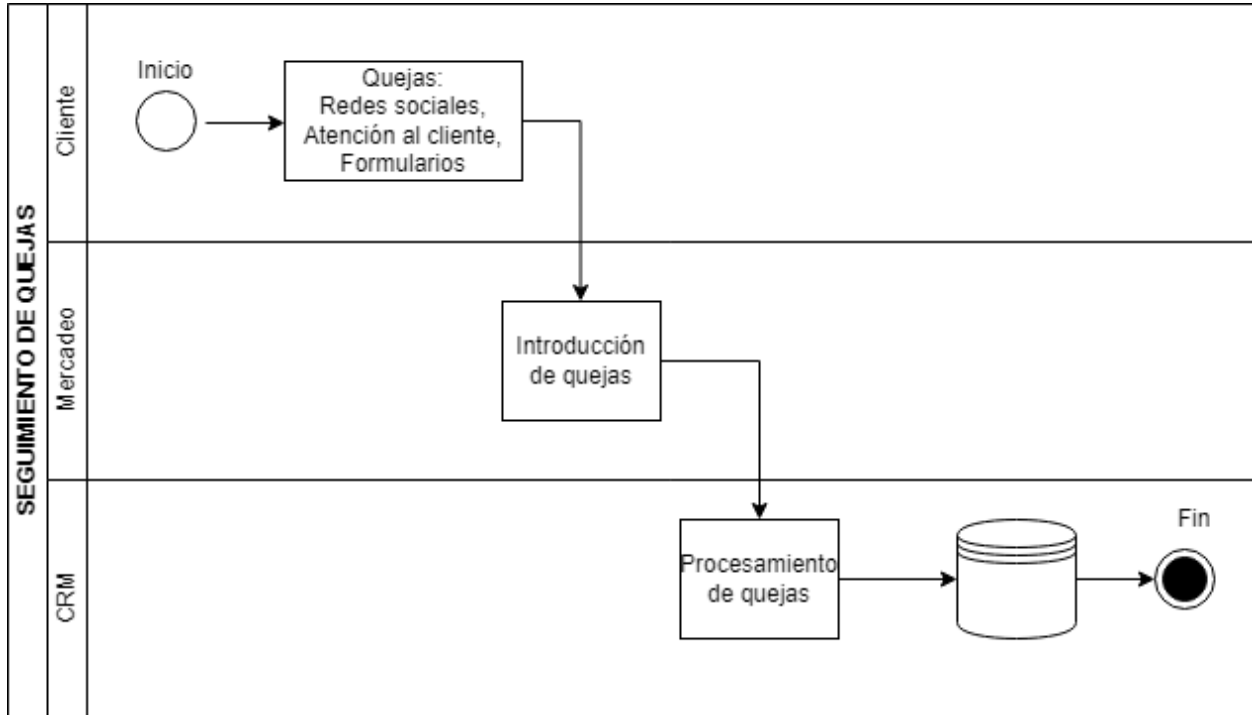 SEGUIMIENTO DE QUEJAS
Cliente
Inicio
Quejas:
Redes sociales,
Atención al cliente,
Formularios
Mercadeo
Introducción
de quejas
CRM
Procesamiento
de quejas
Fin